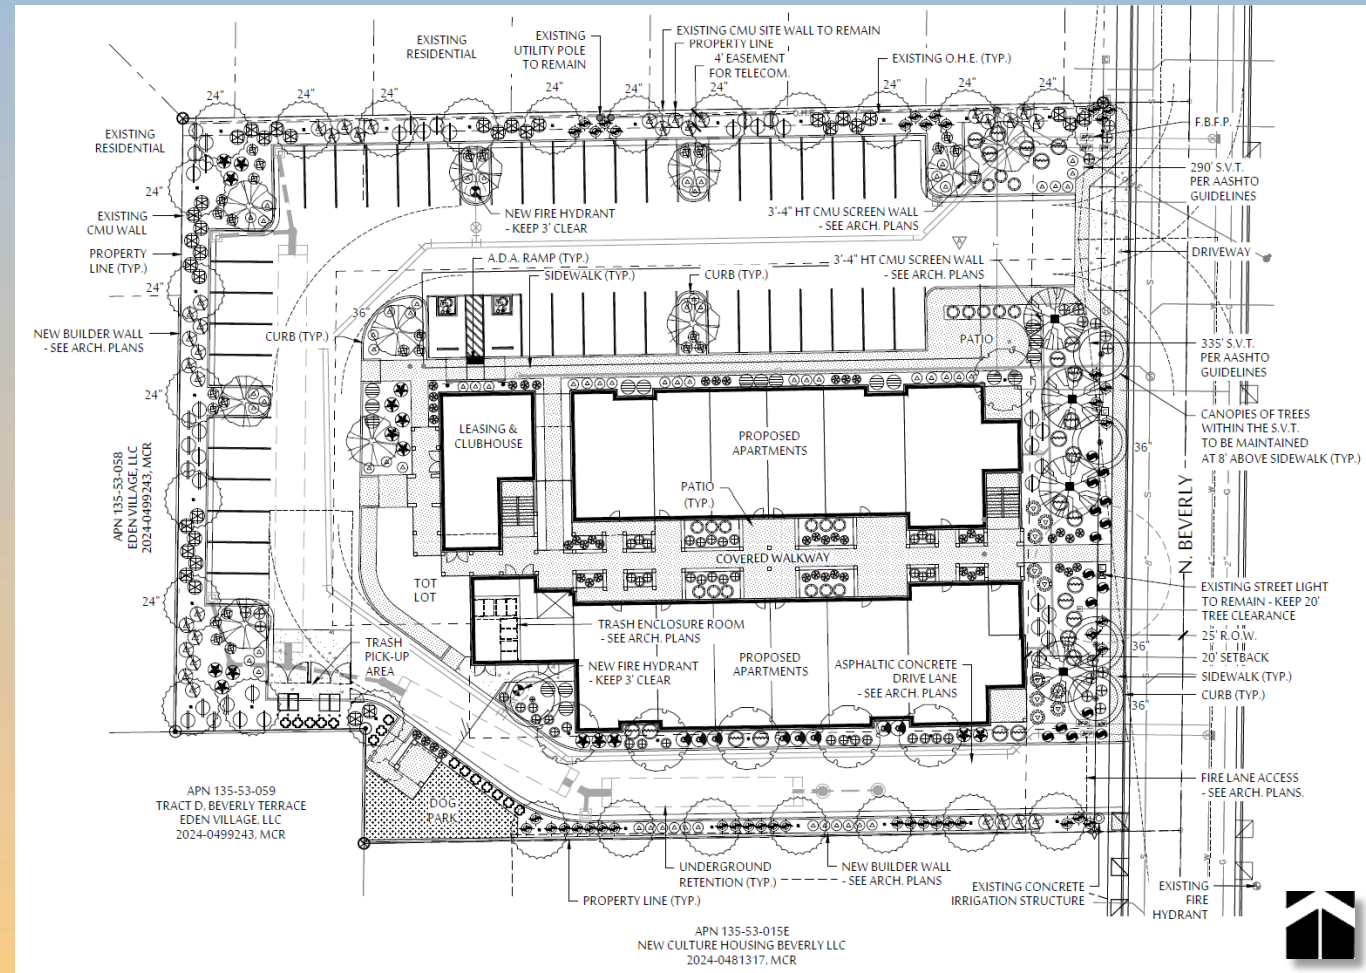 EXISTING
RESIDENTIAL
EXISTING
UTILITY POLE
TO REMAIN
EXISTING CMU SITE WALL TO REMAIN
PROPERTY LINE
4' EASEMENT
FOR TELECOM.
EXISTING O.H.E. (TYP.)
24"
24"
24"
24"
24"
24"
24"
24"
EXISTING
RESIDENTIAL
F.B.F.P.
290' S.V.T.
PER AASHTO
GUIDELINES
24"
EXISTING
CMU WALL
NEW FIRE HYDRANT
- KEEP 3' CLEAR
3'-4" HT CMU SCREEN WALL
- SEE ARCH. PLANS
PROPERTY
LINE (TYP.)
DRIVEWAY
A.D.A. RAMP (TYP.)
SIDEWALK (TYP.)
CURB (TYP.)
3'-4" HT CMU SCREEN WALL
- SEE ARCH. PLANS
24"
36"
NEW BUILDER WALL
- SEE ARCH. PLANS
CURB (TYP.)
PATIO
335' S.V.T.
PER AASHTO
GUIDELINES
24"
CANOPIES OF TREES
WITHIN THE S.V.T.
TO BE MAINTAINED
AT 8' ABOVE SIDEWALK (TYP.)
LEASING &
CLUBHOUSE
PROPOSED
APARTMENTS
36"
APN 135-53-058
EDEN VILLAGE, LLC
2024-0499243, MCR
PATIO
(TYP.)
N. BEVERLY
COVERED WALKWAY
TOT
LOT
24"
EXISTING STREET LIGHT
TO REMAIN - KEEP 20'
TREE CLEARANCE
TRASH ENCLOSURE ROOM
- SEE ARCH. PLANS
TRASH
PICK-UP
AREA
25' R.O.W.
36"
20' SETBACK
NEW FIRE HYDRANT
- KEEP 3' CLEAR
PROPOSED
APARTMENTS
ASPHALTIC CONCRETE
DRIVE LANE
- SEE ARCH. PLANS
SIDEWALK (TYP.)
CURB (TYP.)
36"
FIRE LANE ACCESS
- SEE ARCH. PLANS.
APN 135-53-059
TRACT D, BEVERLY TERRACE
EDEN VILLAGE, LLC
2024-0499243, MCR
DOG
PARK
UNDERGROUND
RETENTION (TYP.)
NEW BUILDER WALL
- SEE ARCH. PLANS
EXISTING CONCRETE
IRRIGATION STRUCTURE
EXISTING
FIRE
HYDRANT
PROPERTY LINE (TYP.)
APN 135-53-015E
NEW CULTURE HOUSING BEVERLY LLC
2024-0481317, MCR